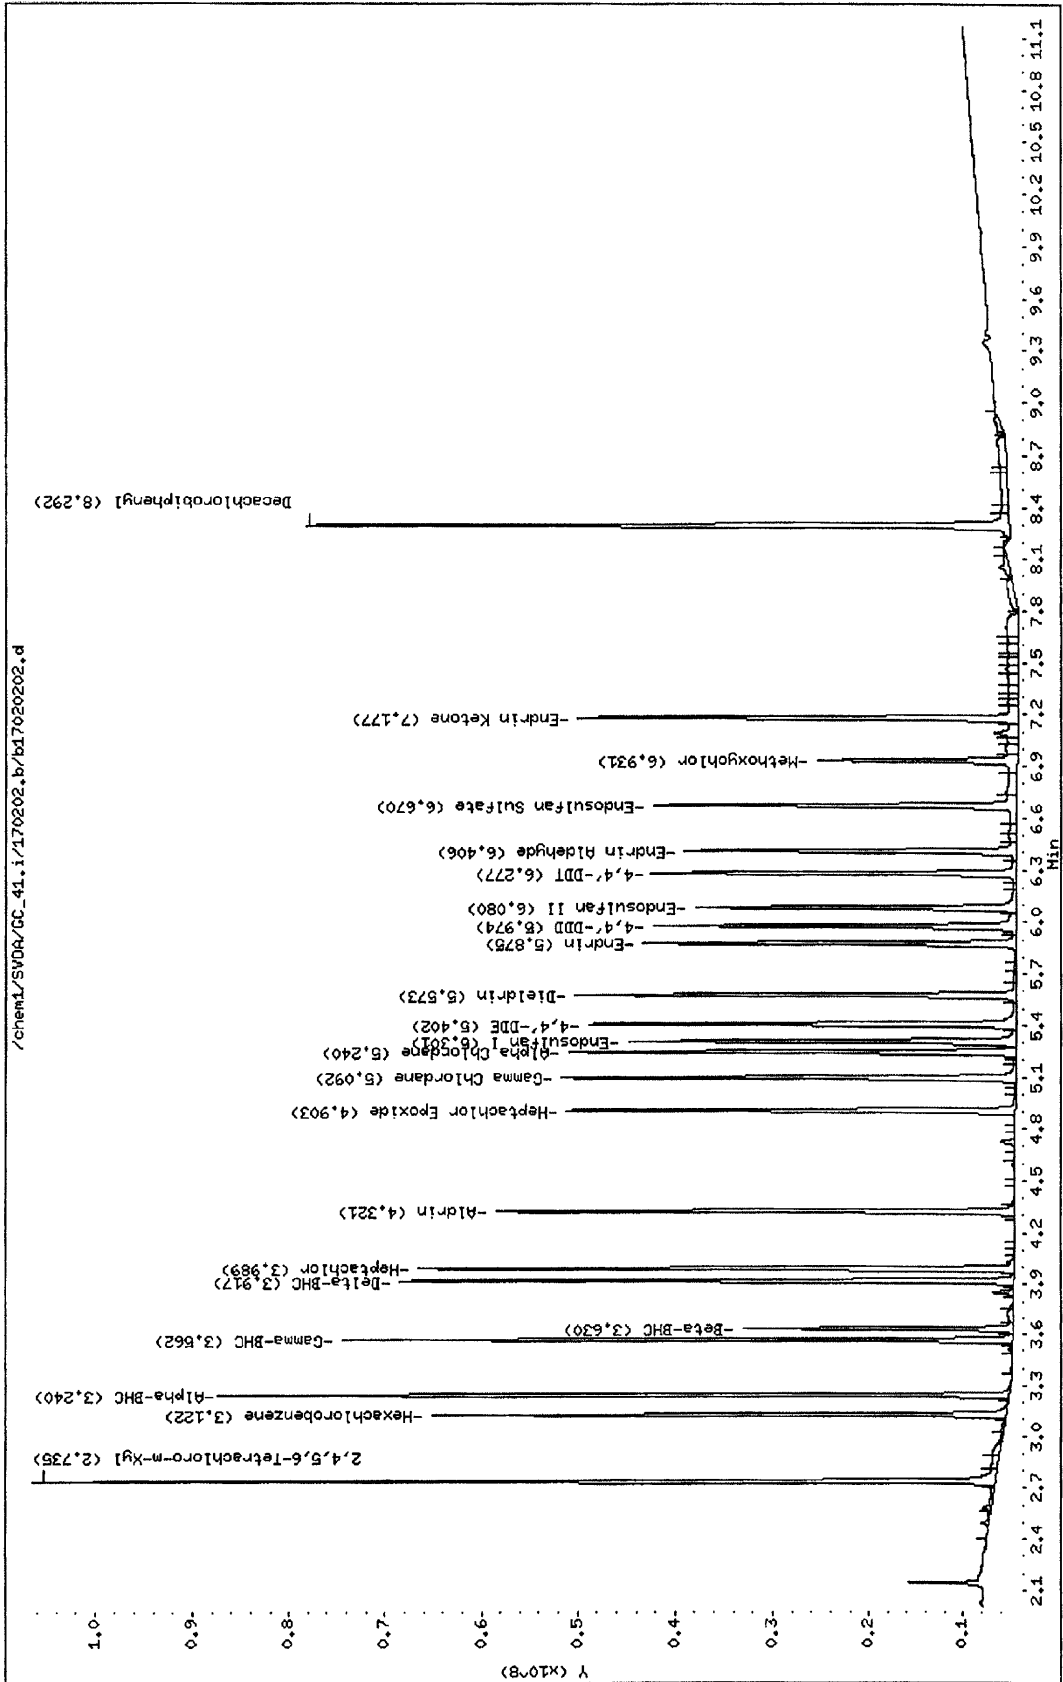 /chem1/SVOA/GC_41.i/170202.b/b17020202.d
Y (x10^8)
1.0-
0.9-
0.8-
0.7-
0.6-
0.5-
0.4-
0.3-
0.2-
0.1-
2,4,5,6-Tetrachloro-m-Xyl (2.735)
-Hexachlorobenzene (3.122)
-Alpha-BHC (3.240)
-Gamma-BHC (3.562)
-Beta-BHC (3.630)
-Delta-BHC (3.917)
-Heptachlor (3.989)
-Aldrin (4.321)
-Heptachlor Epoxide (4.903)
-Gamma Chlordane (5.092)
-Alpha Chlordane (5.240)
-Endosulfan I (5.301)
-4,4'-DDE (5.402)
-Dieldrin (5.573)
-Endrin (5.875)
-4,4'-DDD (5.974)
-Endosulfan II (6.080)
-4,4'-DDT (6.277)
-Endrin Aldehyde (6.406)
-Endosulfan Sulfate (6.670)
-Methoxychlor (6.931)
-Endrin Ketone (7.177)
Decachlorobiphenyl (8.292)
2.1 2.4 2.7 3.0 3.3 3.6 3.9 4.2 4.5 4.8 5.1 5.4 5.7 6.0 6.3 6.6 6.9 7.2 7.5 7.8 8.1 8.4 8.7 9.0 9.3 9.6 9.9 10.2 10.5 10.8 11.1
Min